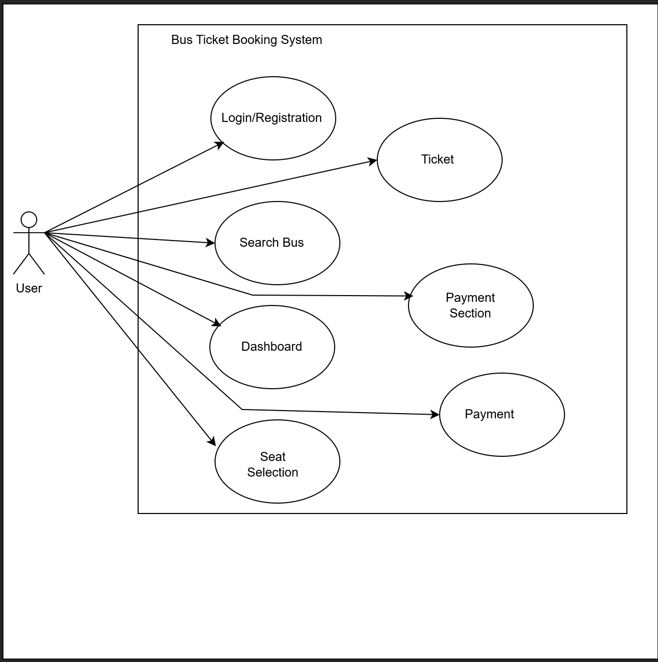 Bus Ticket Booking System
Login/Registration
Ticket
Search Bus
User
Payment
Section
Dashboard
Payment
Seat
Selection